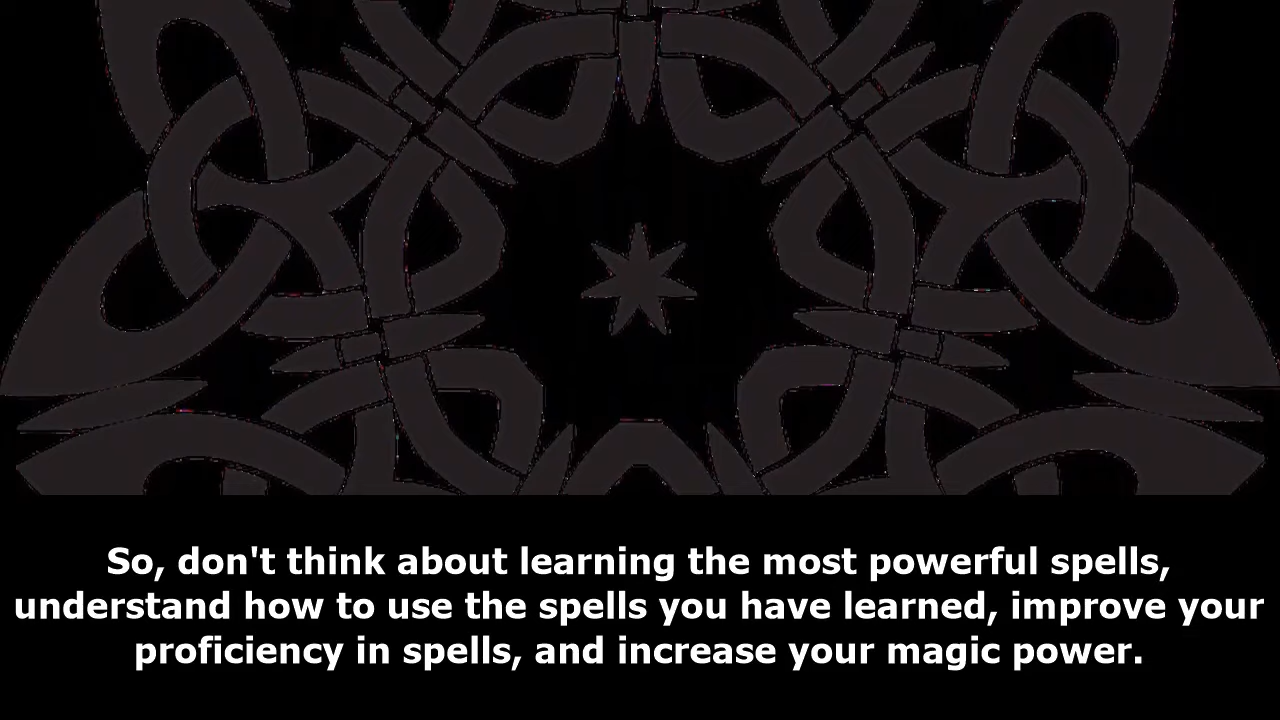 So, don't think about learning the most powerful spells,
understand how to use the spells you have learned, improve your
proficiency in spells, and increase your magic power.